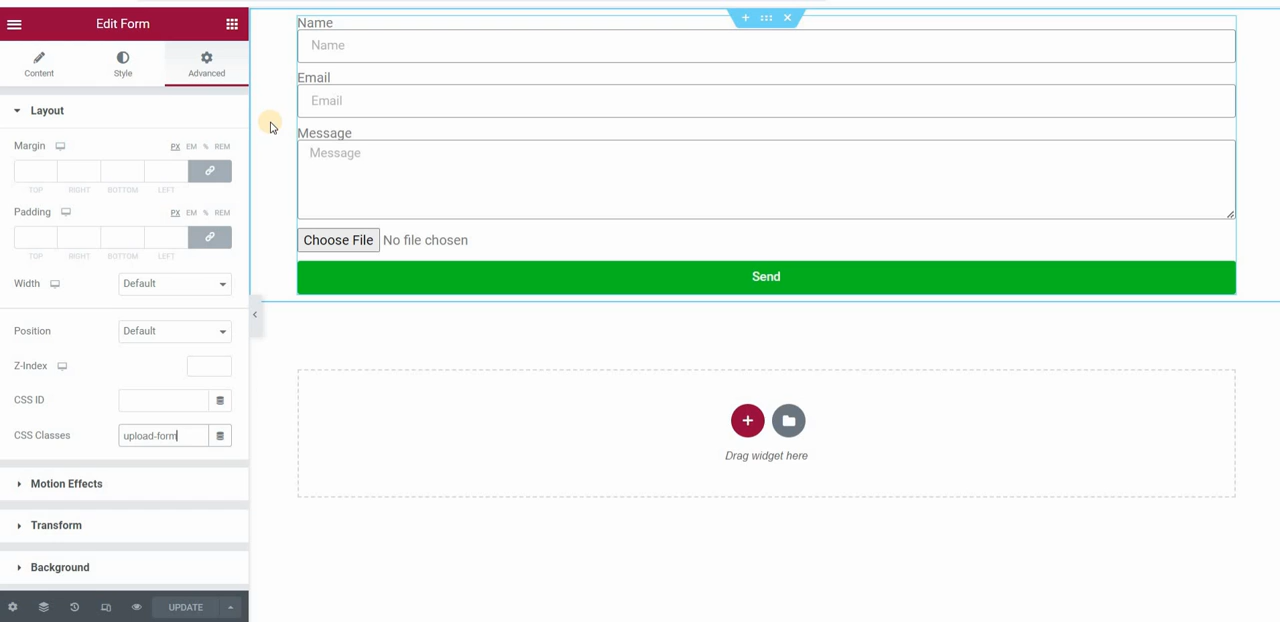 Edit Form
Content
Style
Advanced
Layout
Margin
PX EM % REM
TOP RIGHT BOTTOM LEFT
Padding
PX EM % REM
TOP RIGHT BOTTOM LEFT
Width
Default
Position
Default
Z-Index
CSS ID
CSS Classes
upload-form
Motion Effects
Transform
Background
UPDATE
Name
Name
Email
Email
Message
Message
Choose File No file chosen
Send
Drag widget here